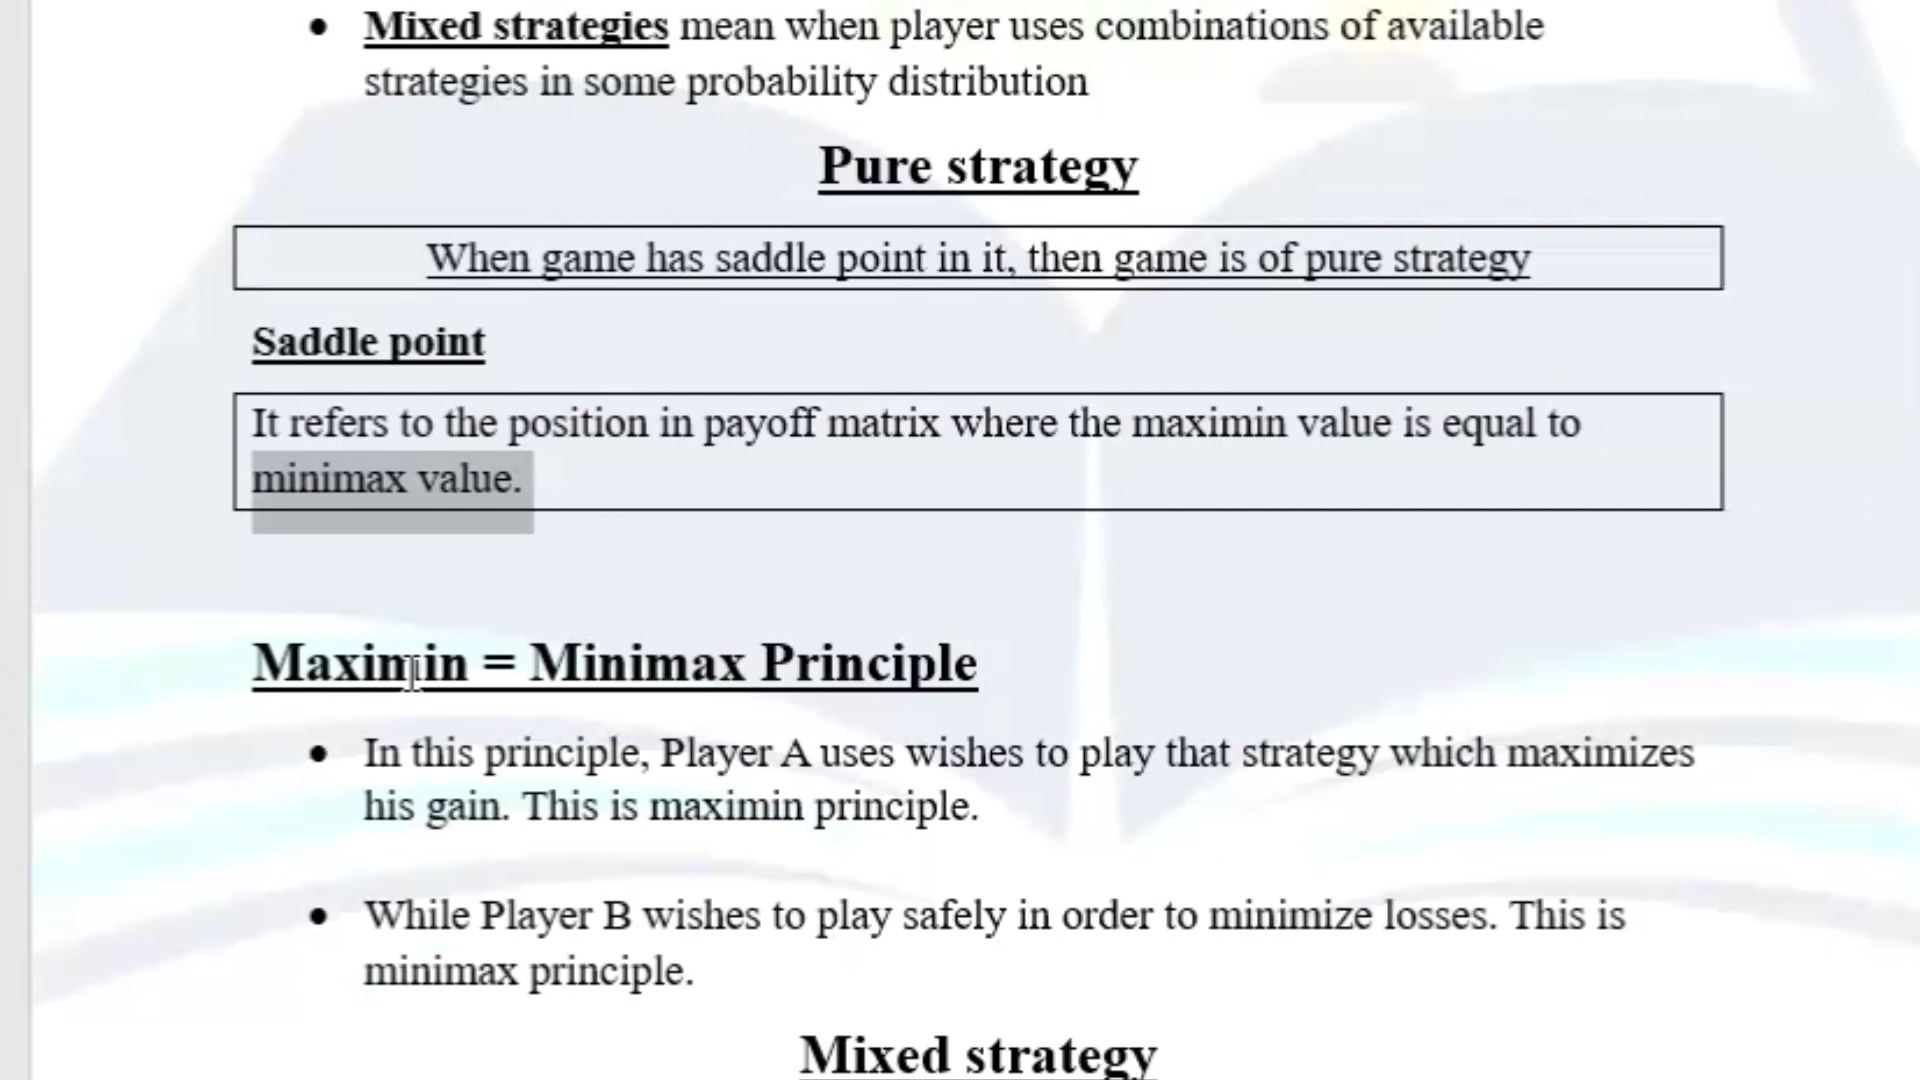 Mixed strategies mean when player uses combinations of available
strategies in some probability distribution
Pure strategy
When game has saddle point in it, then game is of pure strategy
Saddle point
It refers to the position in payoff matrix where the maximin value is equal to
minimax value.
Maximin = Minimax Principle
In this principle, Player A uses wishes to play that strategy which maximizes
his gain. This is maximin principle.
While Player B wishes to play safely in order to minimize losses. This is
minimax principle.
Mixed strategy